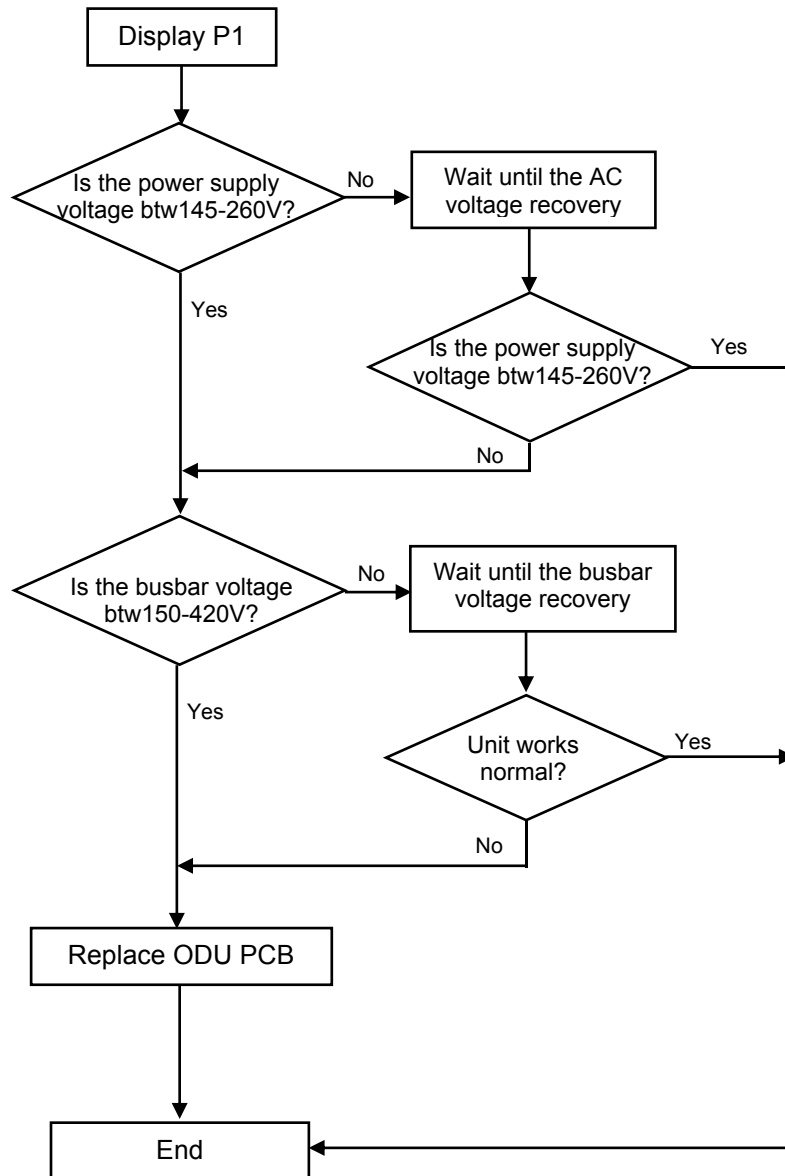 Display P1
Is the power supply
voltage btw145-260V?
No
Wait until the AC
voltage recovery
Yes
Is the power supply
voltage btw145-260V?
Yes
No
Is the busbar voltage
btw150-420V?
No
Wait until the busbar
voltage recovery
Yes
Unit works
normal?
Yes
No
Replace ODU PCB
End